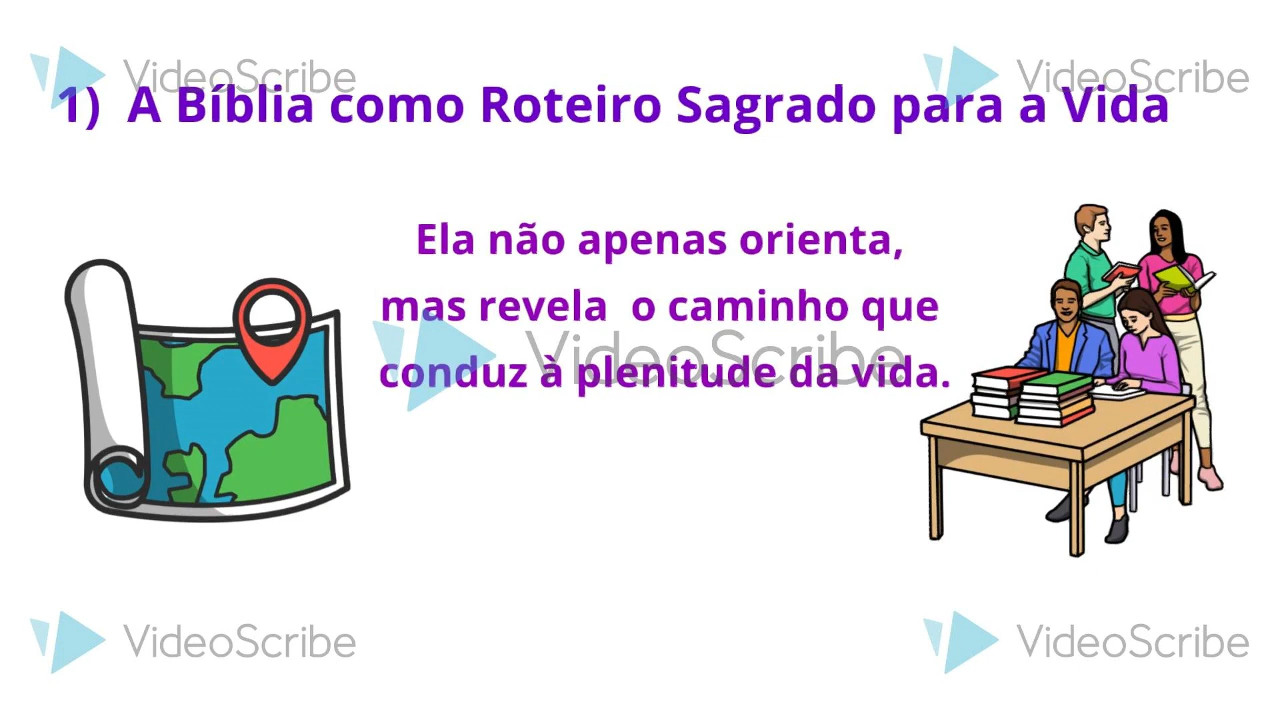 VideoScribe
VideoScribe
1) A Bíblia como Roteiro Sagrado para a Vida
Ela não apenas orienta,
mas revela o caminho que
VideoScribe
conduz à plenitude da vida.
VideoScribe
VideoScribe